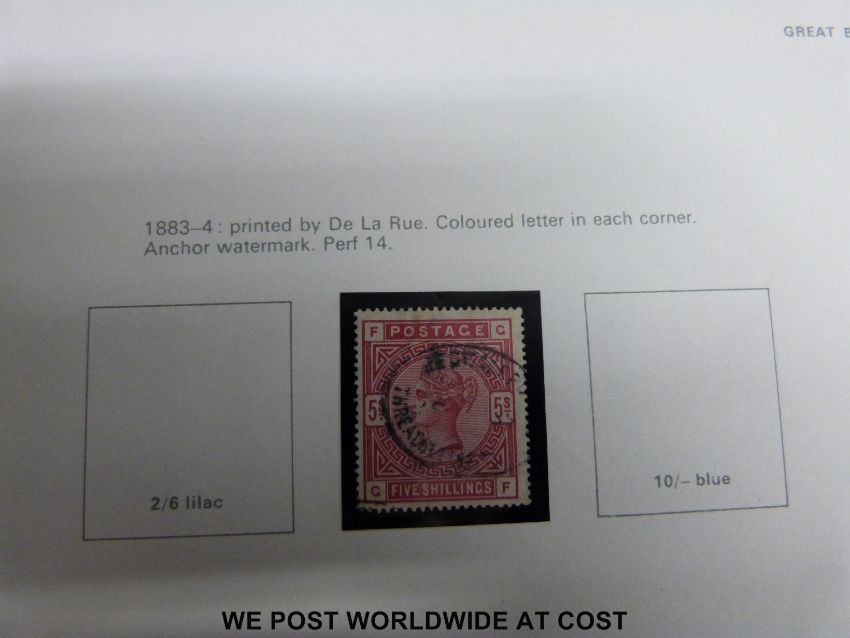 GREAT B
1883–4: printed by De La Rue. Coloured letter in each corner.
Anchor watermark. Perf 14.
F POSTAGE G
5S 5S
G FIVE SHILLINGS F
2/6 lilac
10/– blue
WE POST WORLDWIDE AT COST